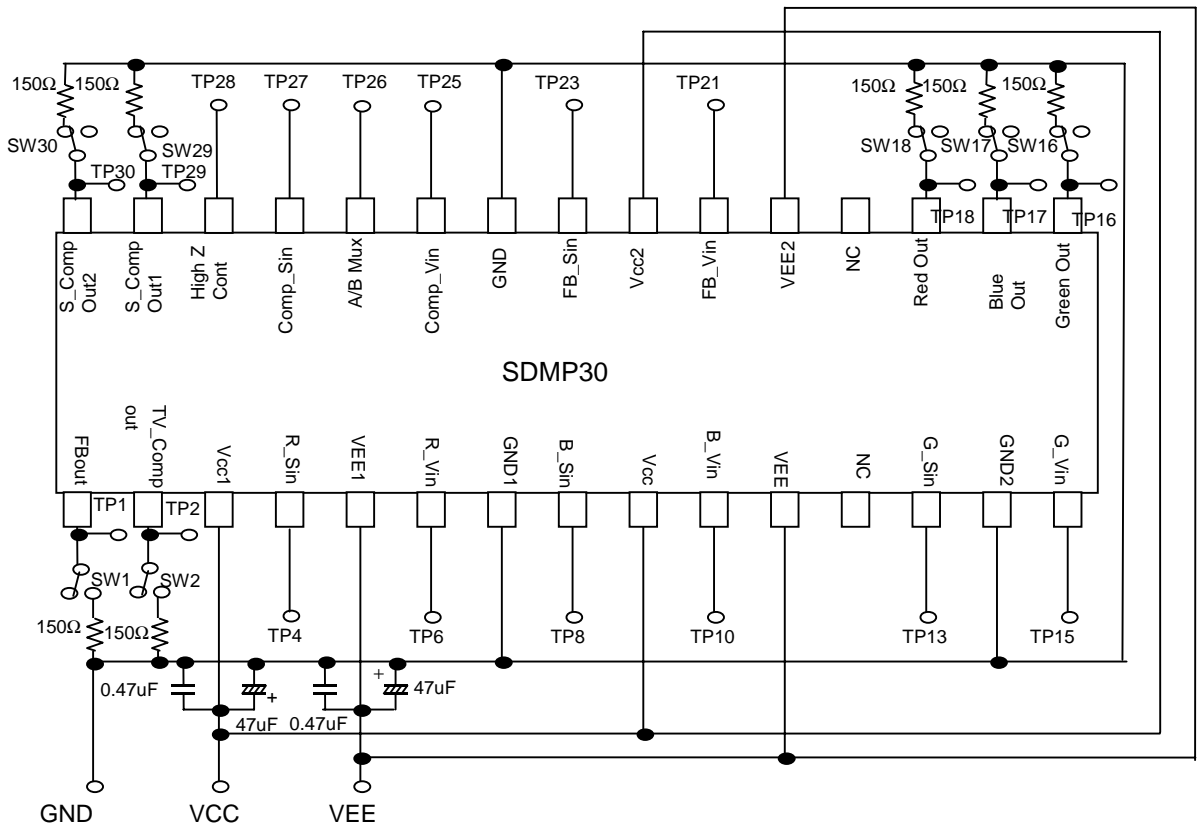 TP28 TP27 TP26 TP25 TP23 TP21
150Ω 150Ω 150Ω 150Ω 150Ω
SW30 SW29 SW18 SW17 SW16
TP30 TP29 TP18 TP17 TP16
S_Comp
Out2
S_Comp
Out1
High Z
Cont
Comp_Sin
A/B Mux
Comp_Vin
GND
FB_Sin
Vcc2
FB_Vin
VEE2
NC
Red Out
Blue
Out
Green Out
SDMP30
FBout
TV_Comp
out
Vcc1
R_Sin
VEE1
R_Vin
GND1
B_Sin
Vcc
B_Vin
VEE
NC
G_Sin
GND2
G_Vin
TP1 TP2
SW1 SW2
150Ω 150Ω TP4 TP6 TP8 TP10 TP13 TP15
0.47uF + + 47uF
47uF 0.47uF
GND VCC VEE